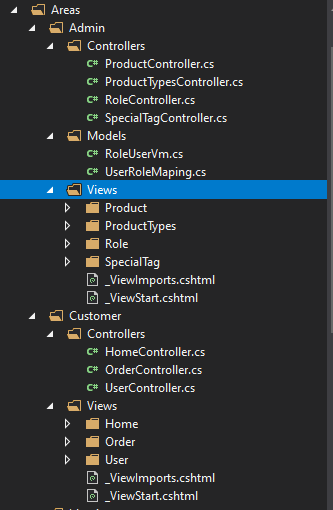 Areas
Admin
Controllers
C# ProductController.cs
C# ProductTypesController.cs
C# RoleController.cs
C# SpecialTagController.cs
Models
C# RoleUserVm.cs
C# UserRoleMaping.cs
Views
Product
ProductTypes
Role
SpecialTag
_ViewImports.cshtml
_ViewStart.cshtml
Customer
Controllers
C# HomeController.cs
C# OrderController.cs
C# UserController.cs
Views
Home
Order
User
_ViewImports.cshtml
_ViewStart.cshtml